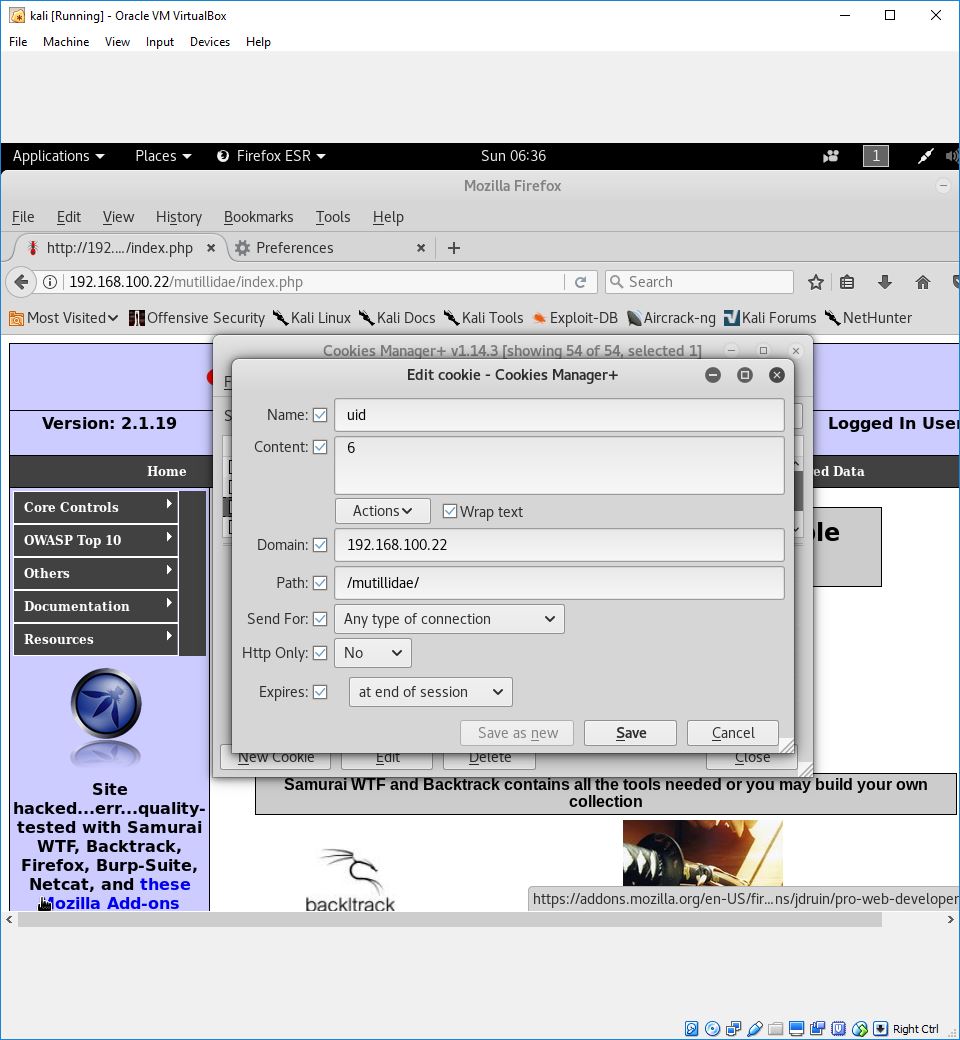 kali [Running] - Oracle VM VirtualBox
File Machine View Input Devices Help
Applications Places Firefox ESR Sun 06:36 1
Mozilla Firefox
File Edit View History Bookmarks Tools Help
http://192..../index.php Preferences
192.168.100.22/mutillidae/index.php Search
Most Visited Offensive Security Kali Linux Kali Docs Kali Tools Exploit-DB Aircrack-ng Kali Forums NetHunter
Cookies Manager+ v1.14.3 [showing 54 of 54, selected 1]
Edit cookie - Cookies Manager+
Name: uid
Version: 2.1.19 Logged In User
Content: 6
Home ed Data
Core Controls
Actions Wrap text
OWASP Top 10
Domain: 192.168.100.22
Others
Path: /mutillidae/
Documentation
Send For: Any type of connection
Resources
Http Only: No
Expires: at end of session
Save as new Save Cancel
New Cookie Edit Delete Close
Site
hacked...err...quality-
tested with Samurai
WTF, Backtrack,
Firefox, Burp-Suite,
Netcat, and these
Mozilla Add-ons
Samurai WTF and Backtrack contains all the tools needed or you may build your own
collection
backltrack
https://addons.mozilla.org/en-US/fir...ns/jdruin/pro-web-developer
Right Ctrl